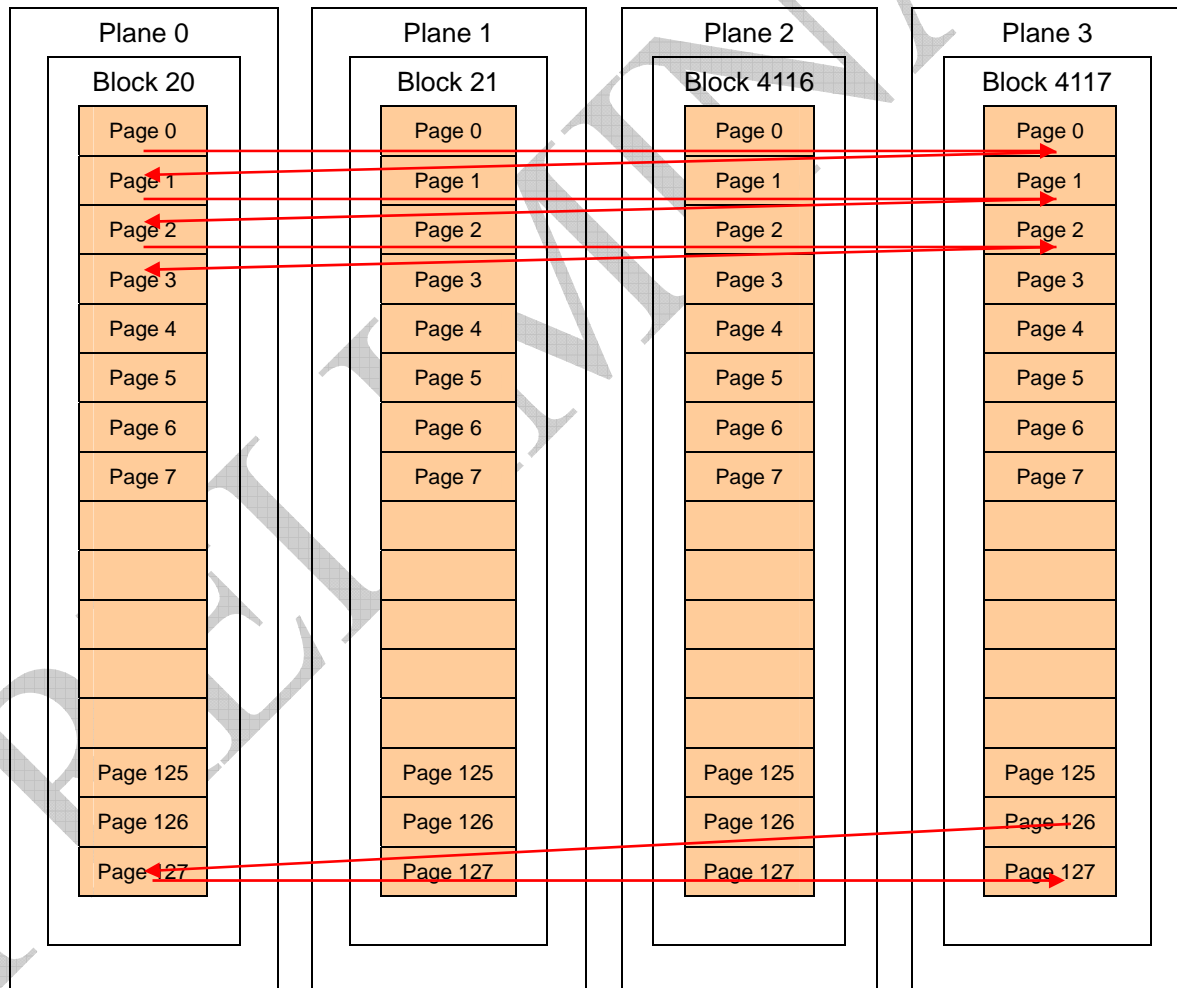 Plane 0 Plane 1 Plane 2 Plane 3
Block 20 Block 21 Block 4116 Block 4117
Page 0 Page 0 Page 0 Page 0
Page 1 Page 1 Page 1 Page 1
Page 2 Page 2 Page 2 Page 2
Page 3 Page 3 Page 3 Page 3
Page 4 Page 4 Page 4 Page 4
Page 5 Page 5 Page 5 Page 5
Page 6 Page 6 Page 6 Page 6
Page 7 Page 7 Page 7 Page 7
Page 125 Page 125 Page 125 Page 125
Page 126 Page 126 Page 126 Page 126
Page 127 Page 127 Page 127 Page 127